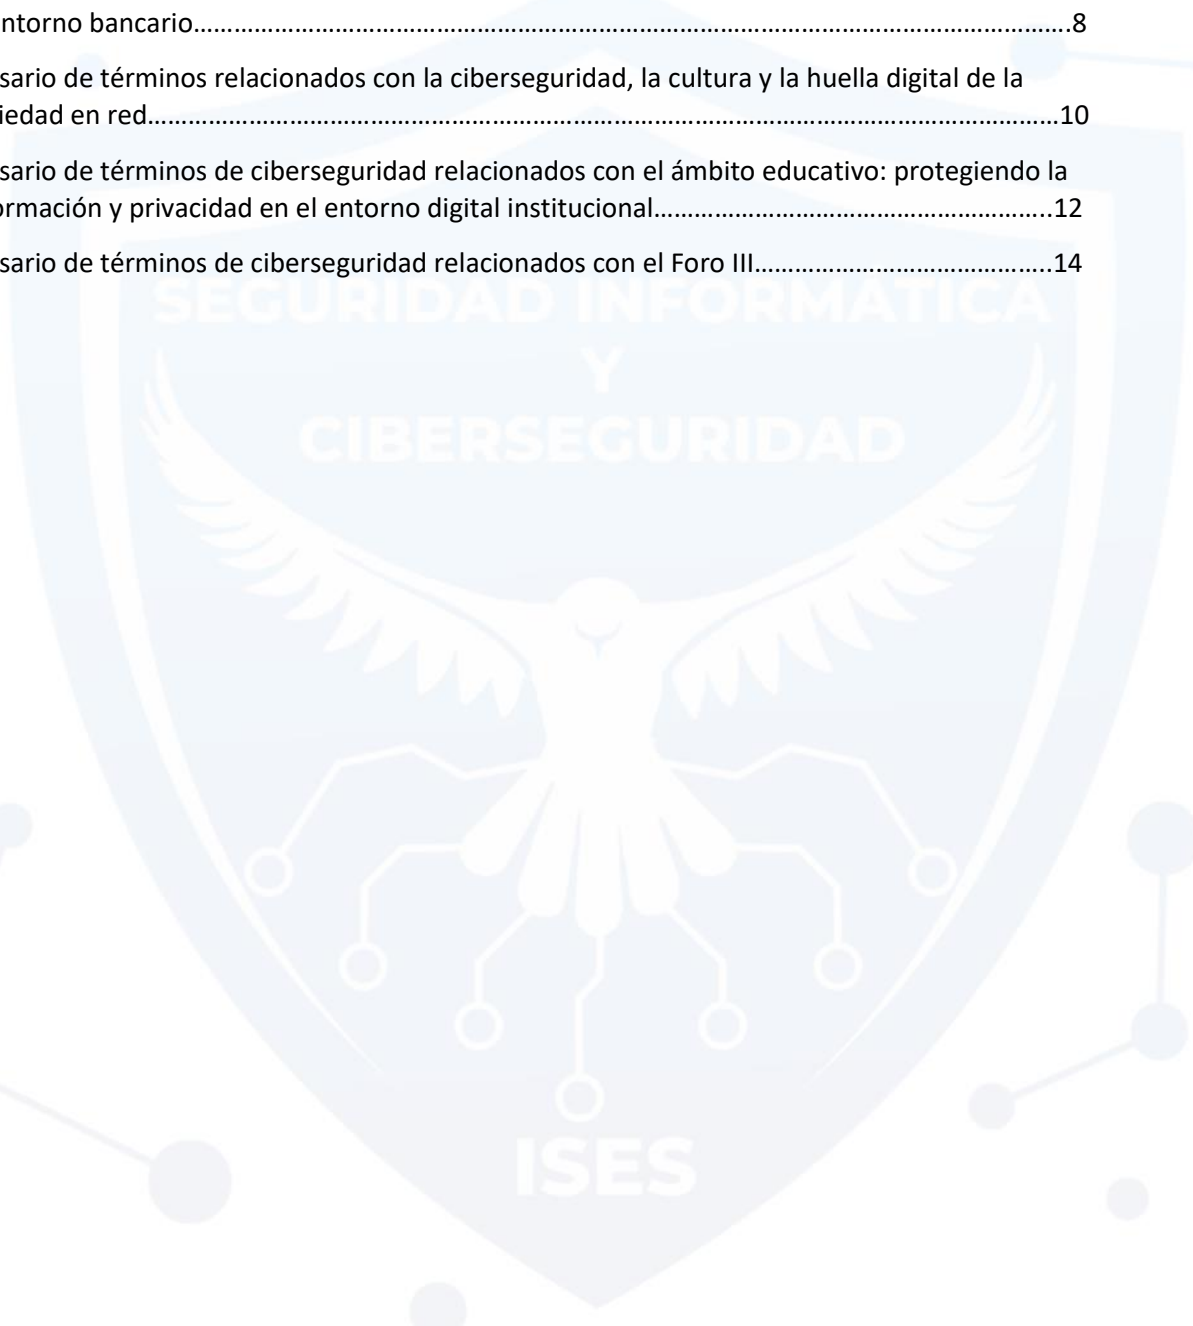 ntorno bancario……………………………………………………………………………………………………………….8
sario de términos relacionados con la ciberseguridad, la cultura y la huella digital de la
iedad en red………………………………………………………………………………………………………………………10
sario de términos de ciberseguridad relacionados con el ámbito educativo: protegiendo la
ormación y privacidad en el entorno digital institucional…………………………………………………..12
sario de términos de ciberseguridad relacionados con el Foro III……………………………………..14
SEGURIDAD INFORMATICA
Y
CIBERSEGURIDAD
ISES